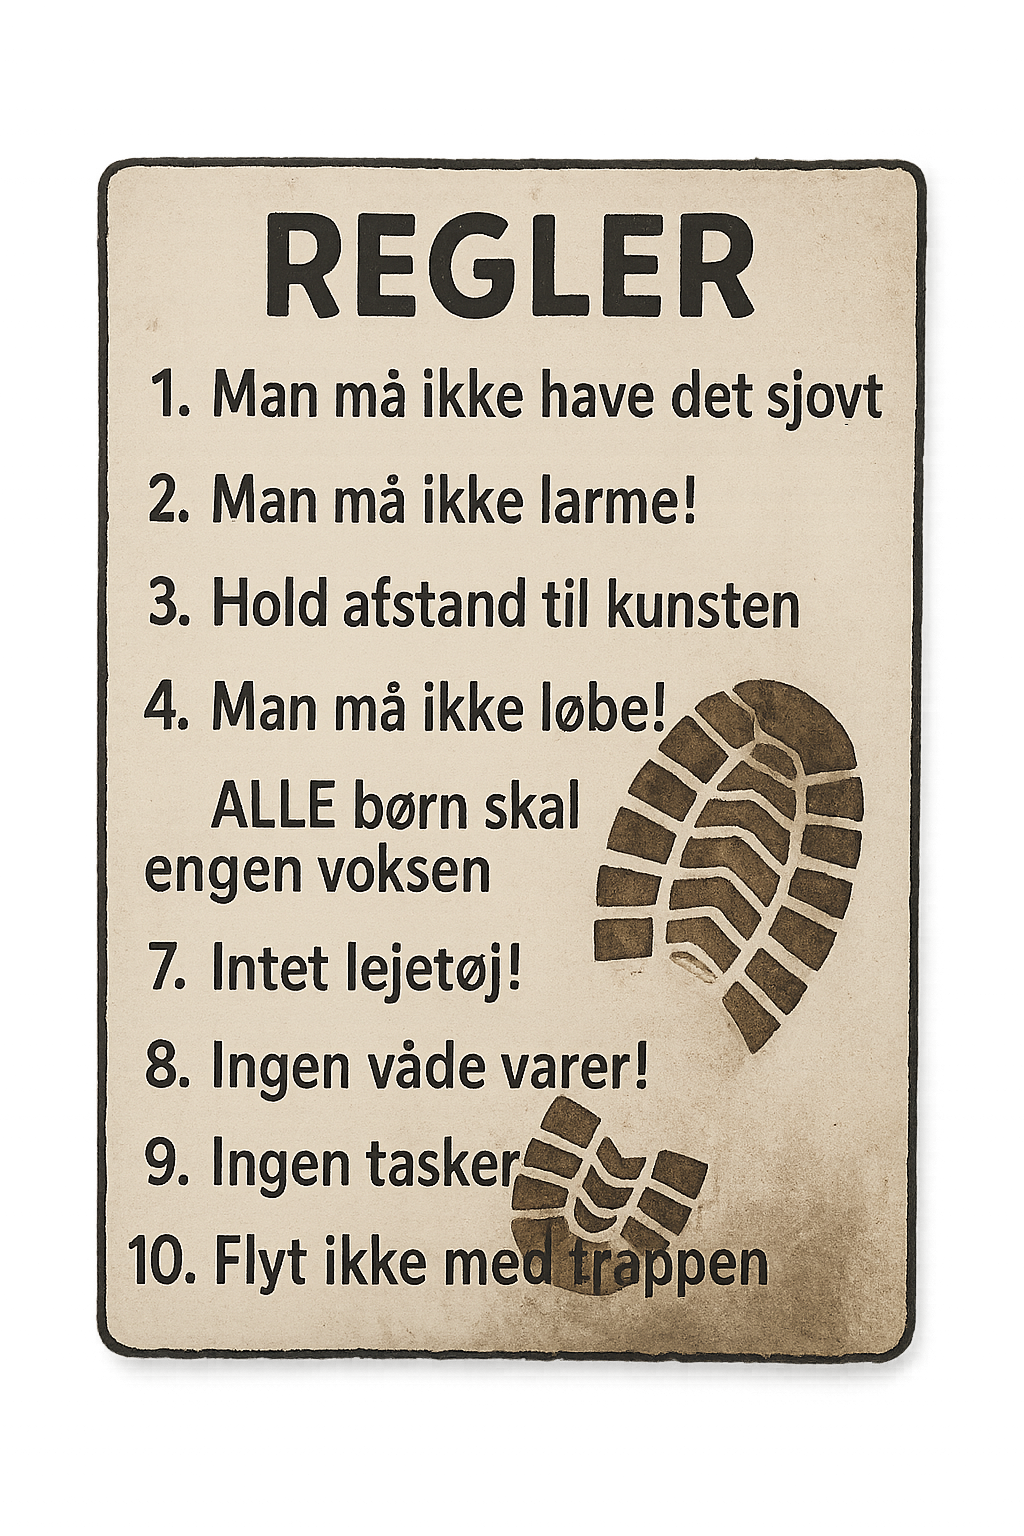 REGLER
1. Man må ikke have det sjovt
2. Man må ikke larme!
3. Hold afstand til kunsten
4. Man må ikke løbe!
ALLE børn skal
engen voksen
7. Intet lejetøj!
8. Ingen våde varer!
9. Ingen tasker
10. Flyt ikke med trappen